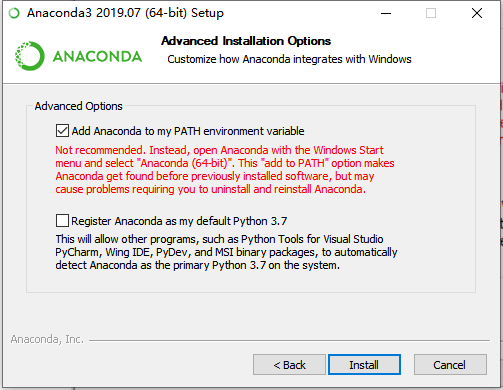 Anaconda3 2019.07 (64-bit) Setup
Advanced Installation Options
Customize how Anaconda integrates with Windows
ANACONDA
Advanced Options
Add Anaconda to my PATH environment variable
Not recommended. Instead, open Anaconda with the Windows Start
menu and select "Anaconda (64-bit)". This "add to PATH" option makes
Anaconda get found before previously installed software, but may
cause problems requiring you to uninstall and reinstall Anaconda.
Register Anaconda as my default Python 3.7
This will allow other programs, such as Python Tools for Visual Studio
PyCharm, Wing IDE, PyDev, and MSI binary packages, to automatically
detect Anaconda as the primary Python 3.7 on the system.
Anaconda, Inc.
< Back
Install
Cancel